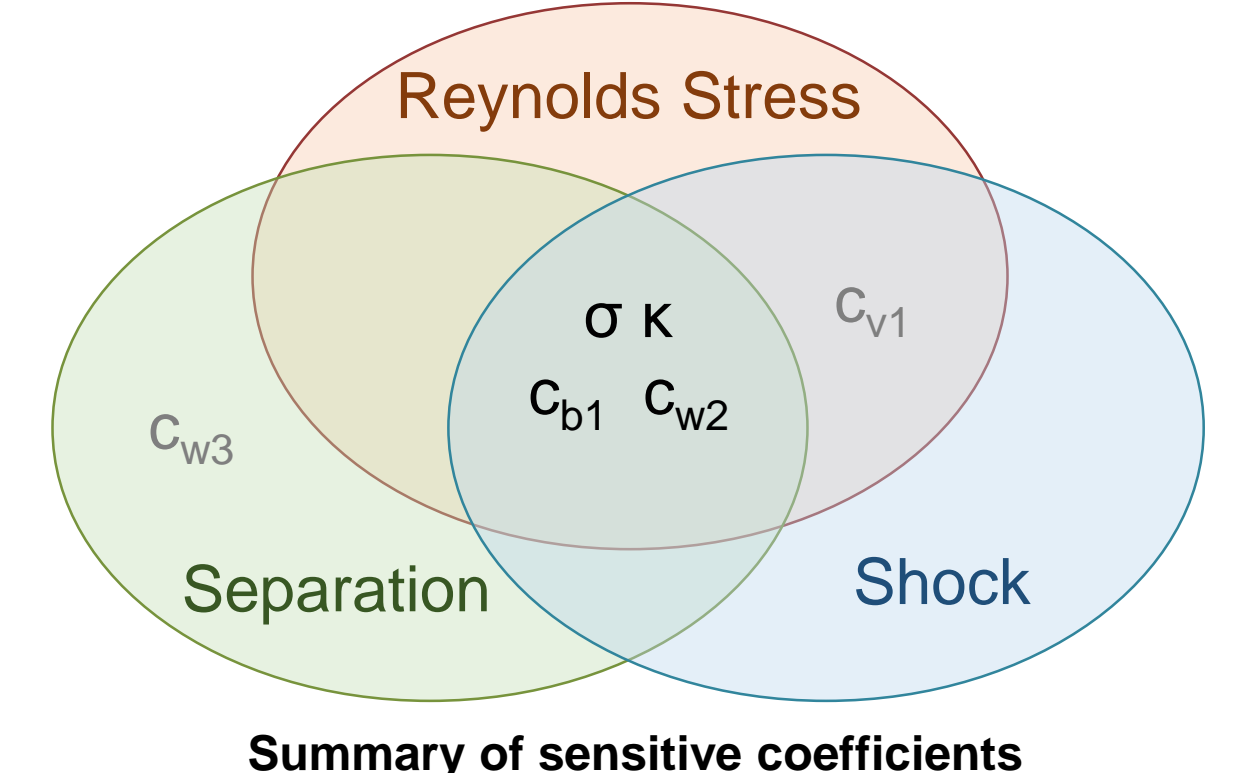 Reynolds Stress
σ κ
c_v1
c_b1 c_w2
c_w3
Separation
Shock
Summary of sensitive coefficients